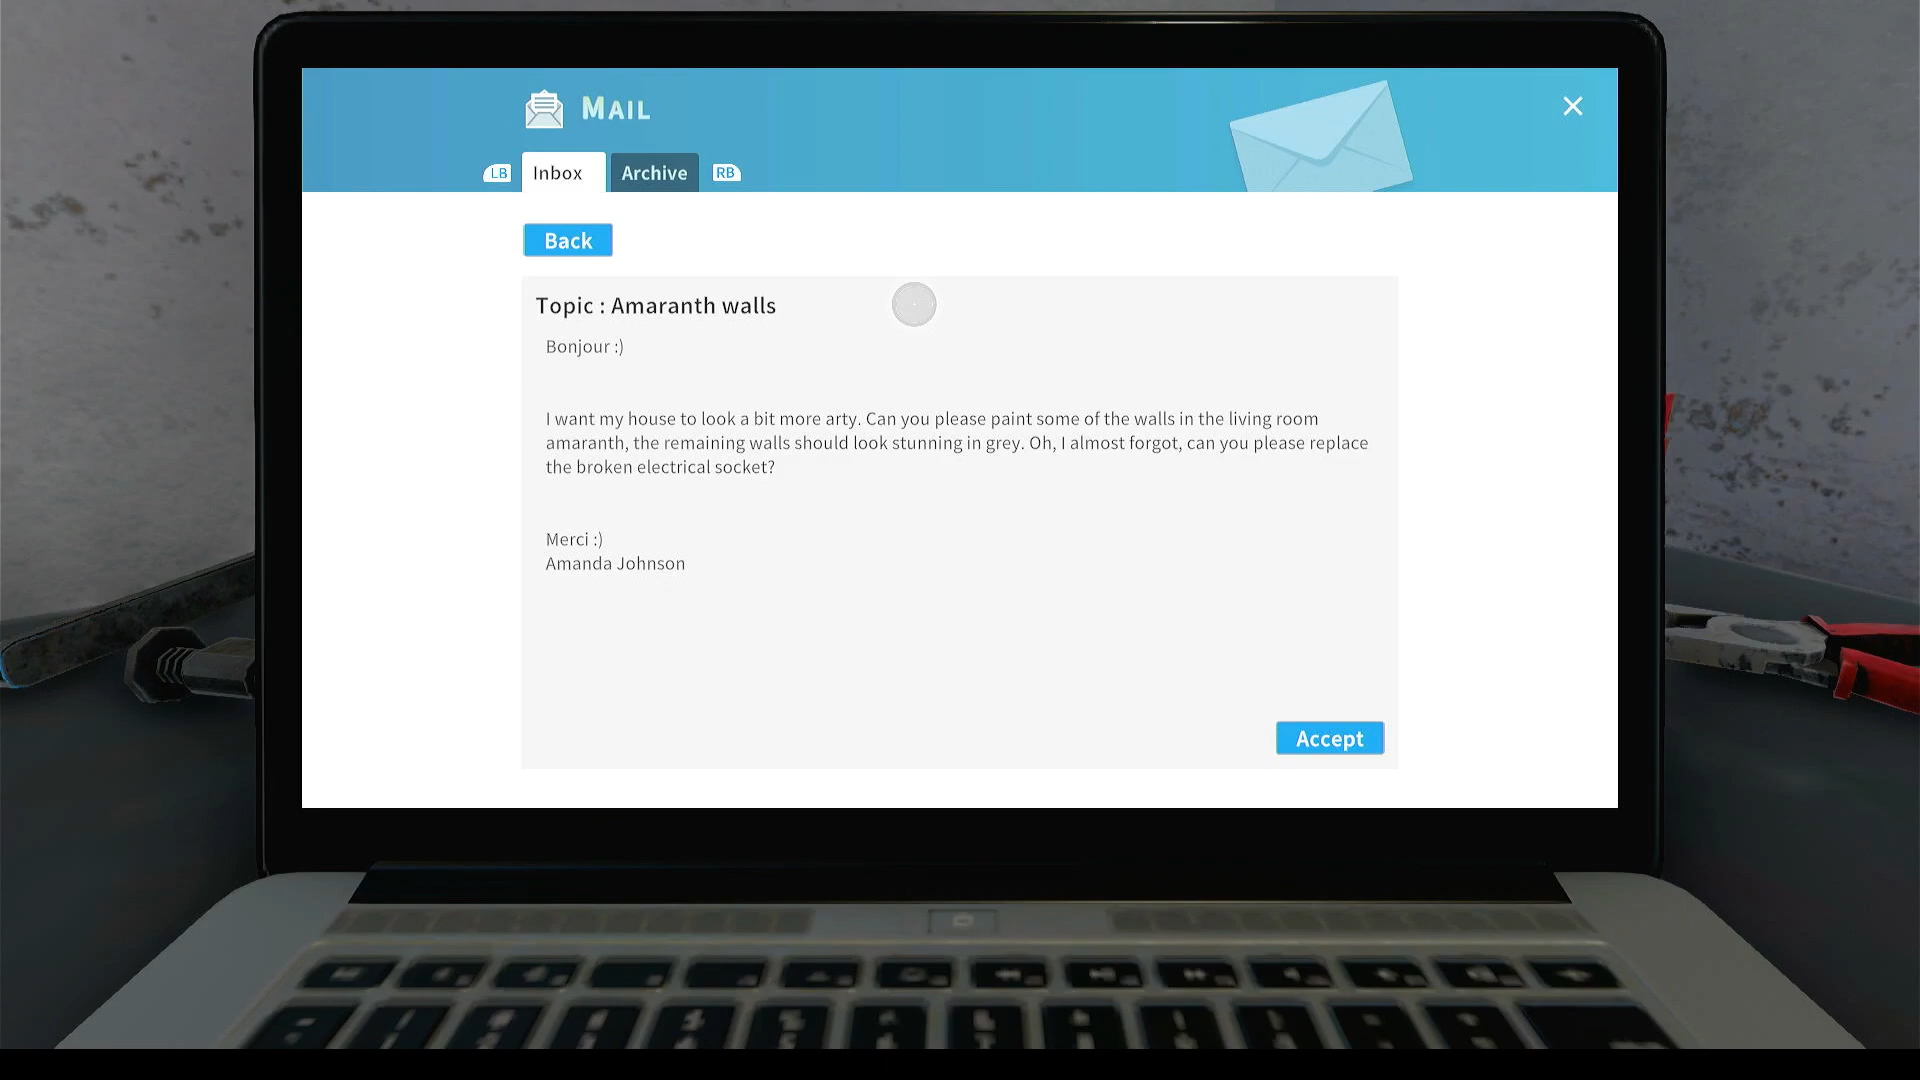 MAIL
LB Inbox Archive RB
Back
Topic : Amaranth walls
Bonjour :)
I want my house to look a bit more arty. Can you please paint some of the walls in the living room
amaranth, the remaining walls should look stunning in grey. Oh, I almost forgot, can you please replace
the broken electrical socket?
Merci :)
Amanda Johnson
Accept